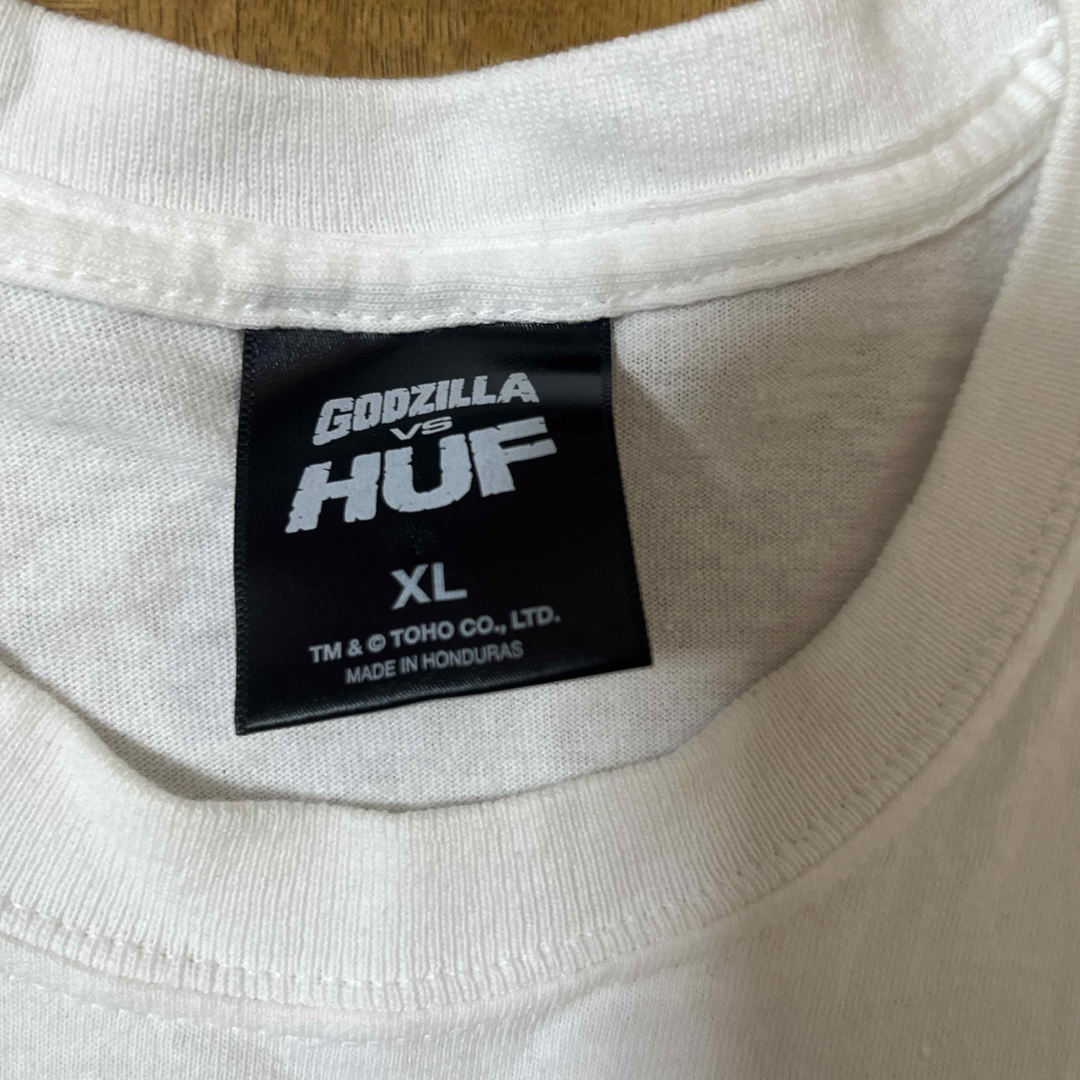 GODZILLA
VS
HUF
XL
TM & © TOHO CO., LTD.
MADE IN HONDURAS